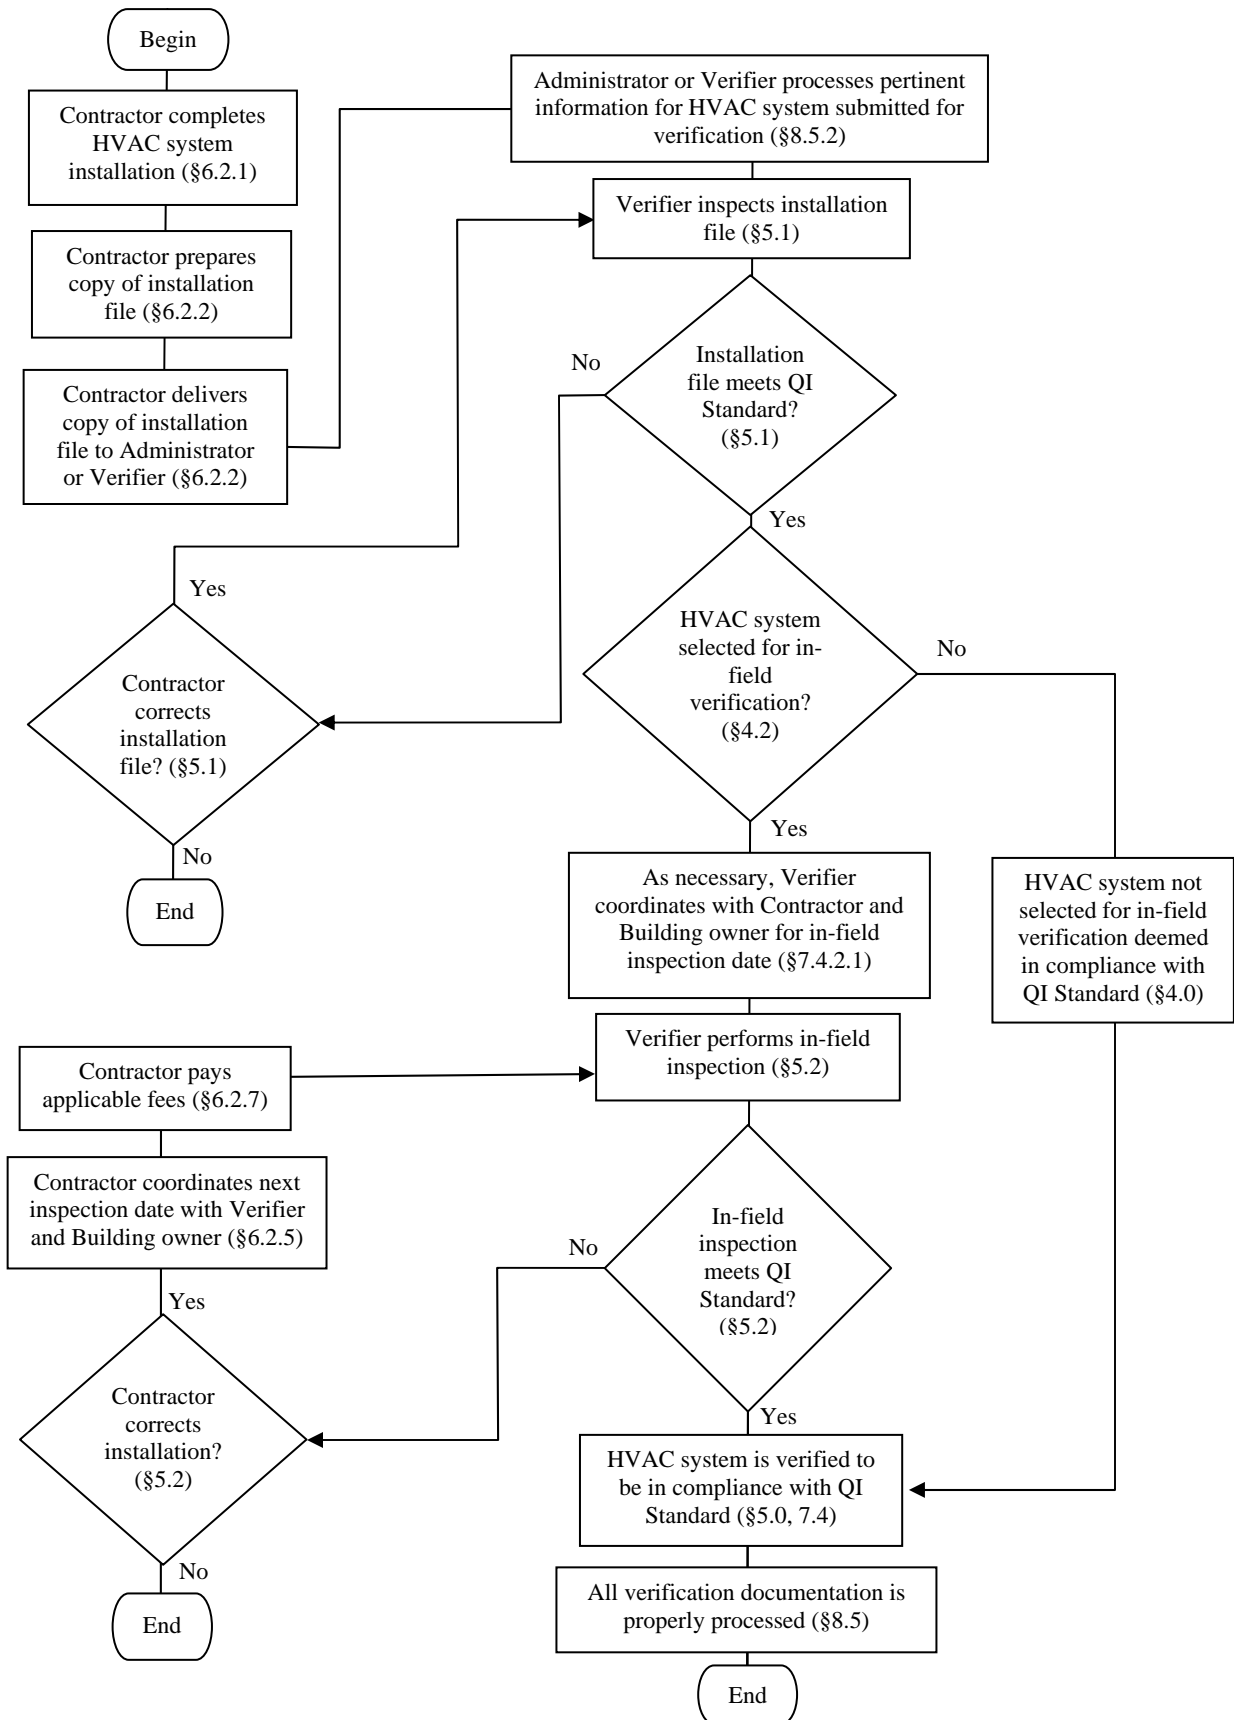 Begin
Contractor completes
HVAC system
installation (§6.2.1)
Contractor prepares
copy of installation
file (§6.2.2)
Contractor delivers
copy of installation
file to Administrator
or Verifier (§6.2.2)
Administrator or Verifier processes pertinent
information for HVAC system submitted for
verification (§8.5.2)
Verifier inspects installation
file (§5.1)
Installation
file meets QI
Standard?
(§5.1)
No
Yes
Yes
Contractor
corrects
installation
file? (§5.1)
No
End
HVAC system
selected for in-
field
verification?
(§4.2)
No
Yes
As necessary, Verifier
coordinates with Contractor and
Building owner for in-field
inspection date (§7.4.2.1)
HVAC system not
selected for in-field
verification deemed
in compliance with
QI Standard (§4.0)
Verifier performs in-field
inspection (§5.2)
Contractor pays
applicable fees (§6.2.7)
Contractor coordinates next
inspection date with Verifier
and Building owner (§6.2.5)
In-field
inspection
meets QI
Standard?
(§5.2)
No
Yes
Yes
Contractor
corrects
installation?
(§5.2)
No
End
HVAC system is verified to
be in compliance with QI
Standard (§5.0, 7.4)
All verification documentation is
properly processed (§8.5)
End